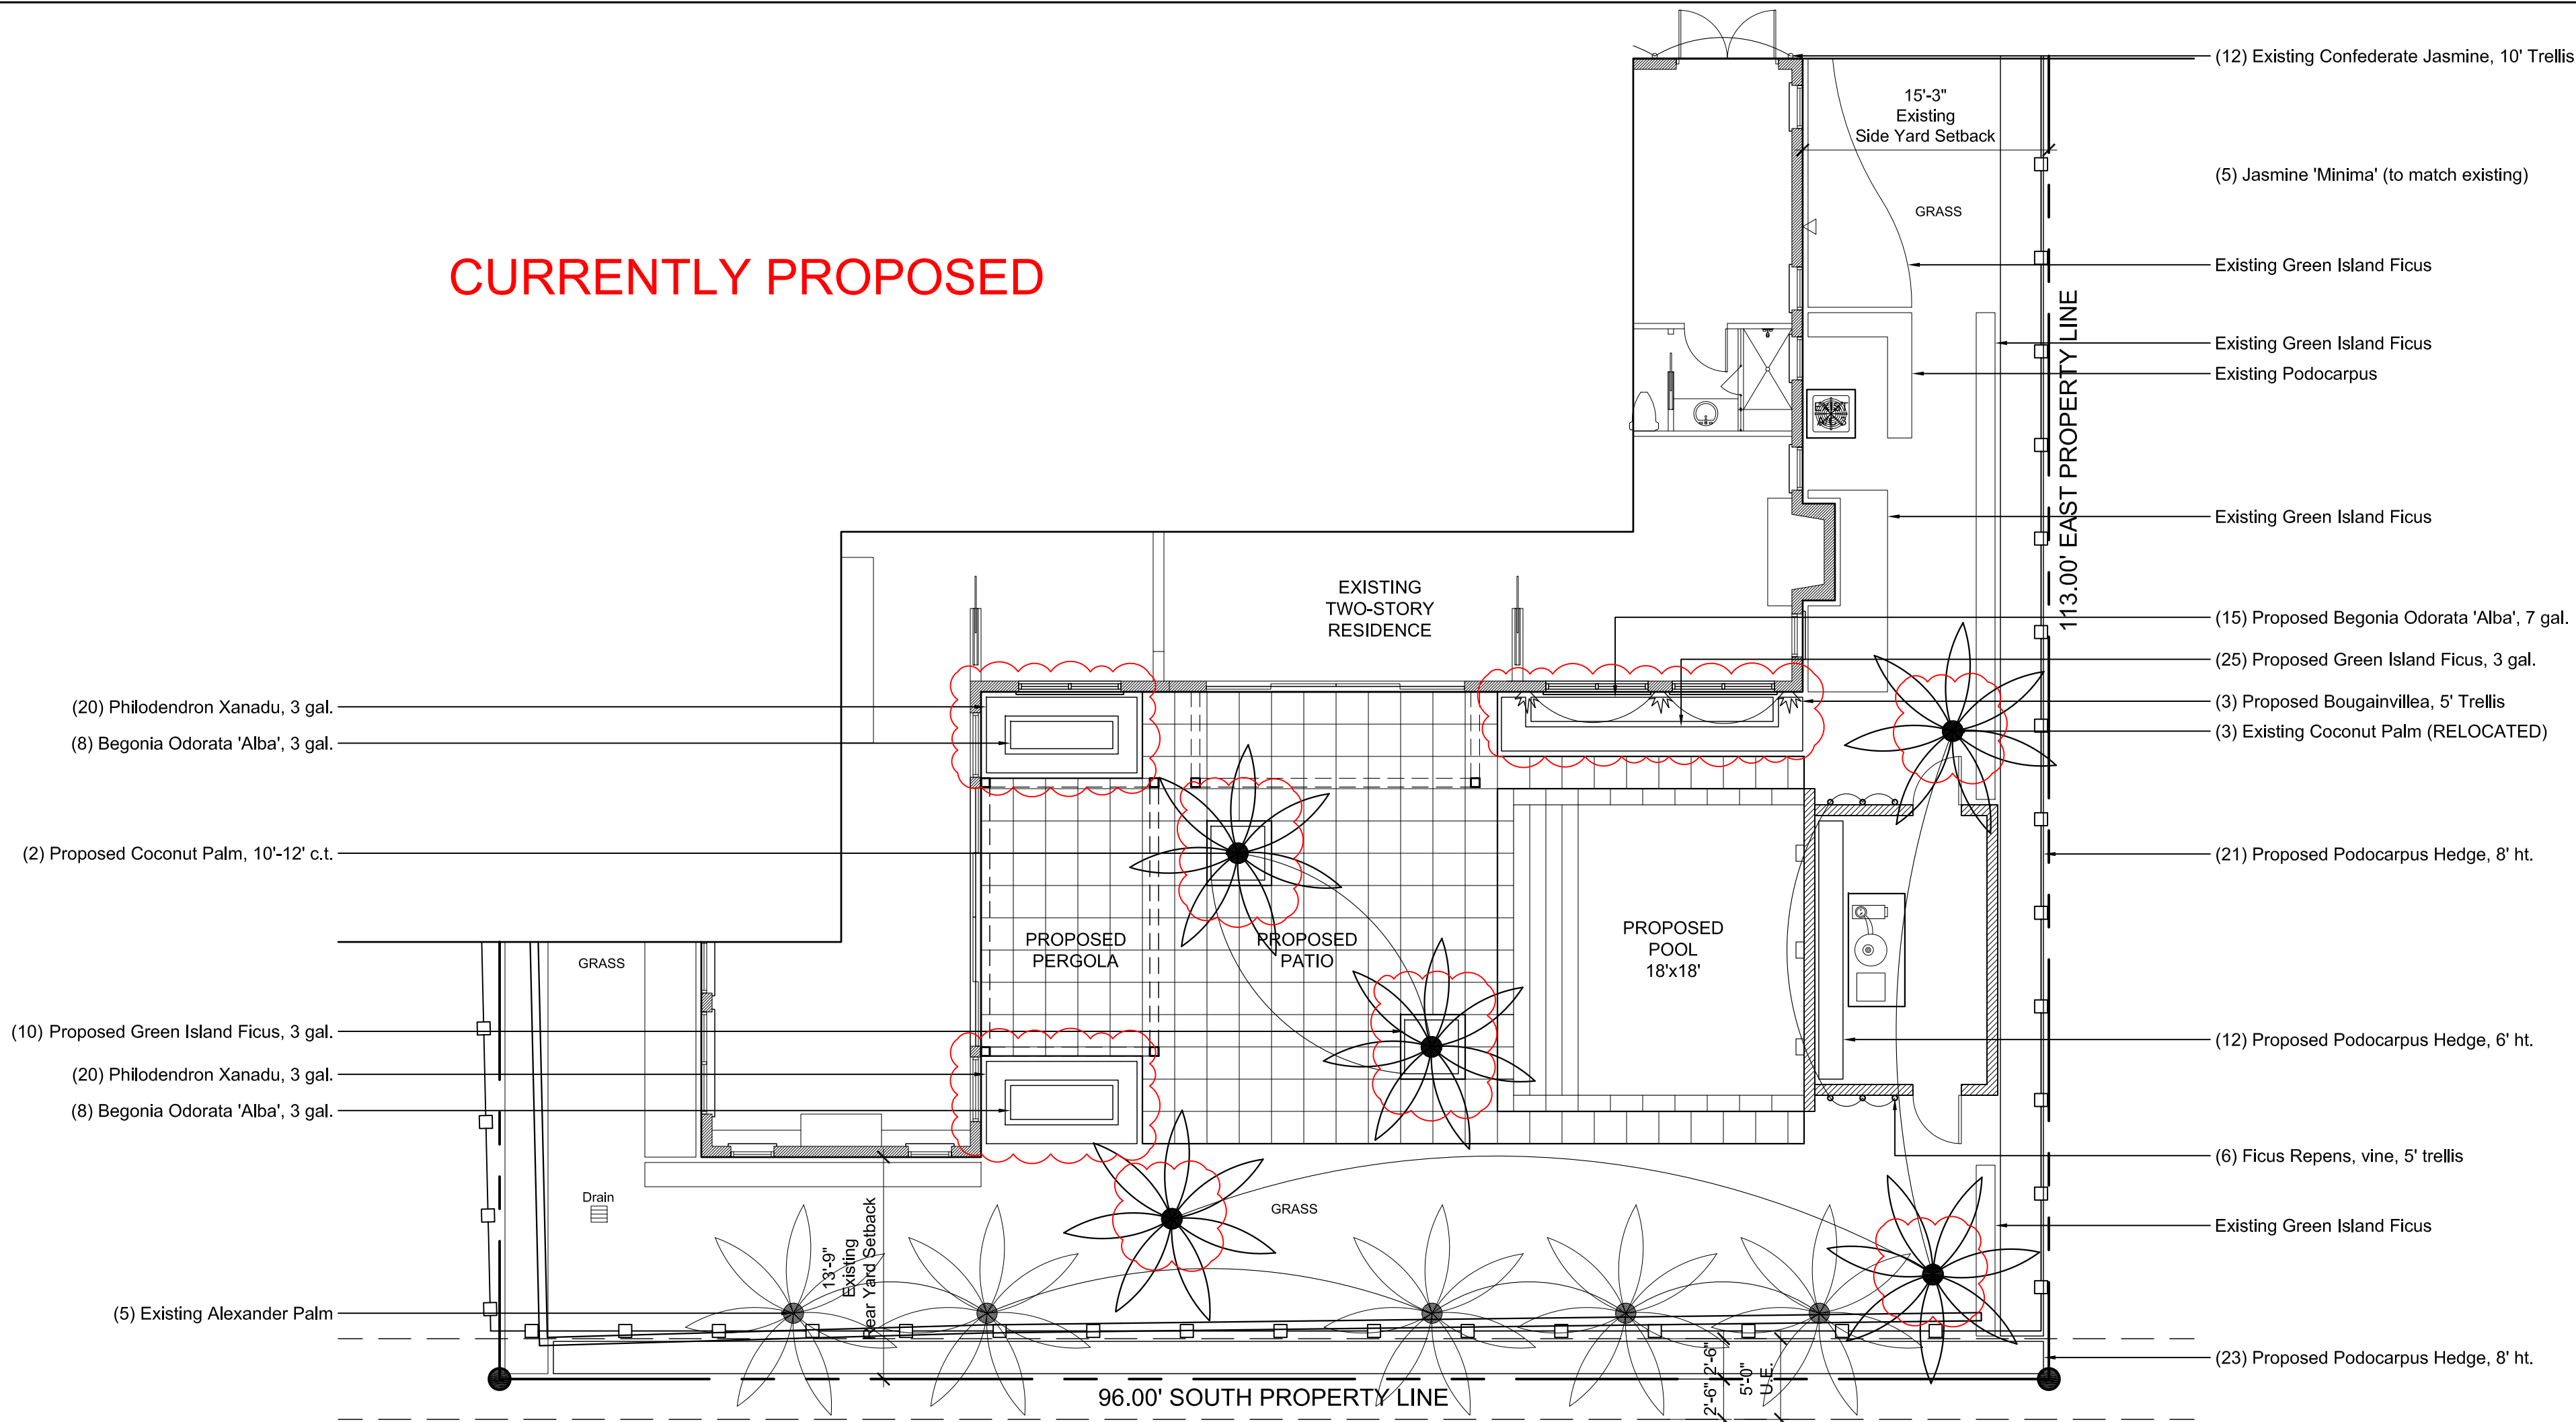 CURRENTLY PROPOSED
(12) Existing Confederate Jasmine, 10' Trellis
15'-3"
Existing
Side Yard Setback
(5) Jasmine 'Minima' (to match existing)
GRASS
Existing Green Island Ficus
Existing Green Island Ficus
Existing Podocarpus
113.00' EAST PROPERTY LINE
EXIST
A/C'S
Existing Green Island Ficus
EXISTING
TWO-STORY
RESIDENCE
(15) Proposed Begonia Odorata 'Alba', 7 gal.
(25) Proposed Green Island Ficus, 3 gal.
(3) Proposed Bougainvillea, 5' Trellis
(3) Existing Coconut Palm (RELOCATED)
(20) Philodendron Xanadu, 3 gal.
(8) Begonia Odorata 'Alba', 3 gal.
(2) Proposed Coconut Palm, 10'-12' c.t.
(21) Proposed Podocarpus Hedge, 8' ht.
PROPOSED
PERGOLA
PROPOSED
PATIO
PROPOSED
POOL
18'x18'
GRASS
(10) Proposed Green Island Ficus, 3 gal.
(12) Proposed Podocarpus Hedge, 6' ht.
(20) Philodendron Xanadu, 3 gal.
(8) Begonia Odorata 'Alba', 3 gal.
(6) Ficus Repens, vine, 5' trellis
Drain
GRASS
Existing Green Island Ficus
13'-9"
Existing
Rear Yard Setback
(5) Existing Alexander Palm
(23) Proposed Podocarpus Hedge, 8' ht.
2'-6"
2'-6"
5'-0"
U.E.
96.00' SOUTH PROPERTY LINE